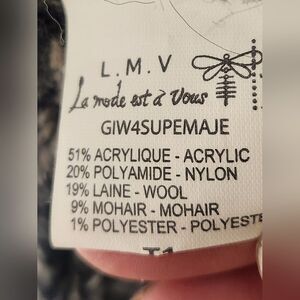 L.M.V
La mode est à vous
GIW4SUPEMAJE
51% ACRYLIQUE - ACRYLIC
20% POLYAMIDE - NYLON
19% LAINE - WOOL
9% MOHAIR - MOHAIR
1% POLYESTER - POLYESTE
T1